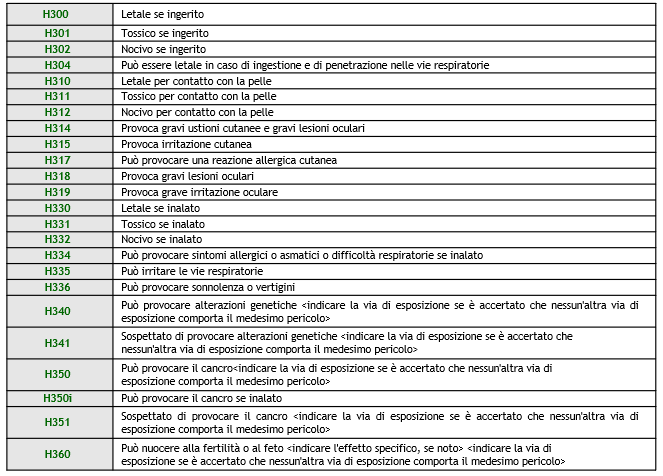 H300 Letale se ingerito
H301 Tossico se ingerito
H302 Nocivo se ingerito
H304 Può essere letale in caso di ingestione e di penetrazione nelle vie respiratorie
H310 Letale per contatto con la pelle
H311 Tossico per contatto con la pelle
H312 Nocivo per contatto con la pelle
H314 Provoca gravi ustioni cutanee e gravi lesioni oculari
H315 Provoca irritazione cutanea
H317 Può provocare una reazione allergica cutanea
H318 Provoca gravi lesioni oculari
H319 Provoca grave irritazione oculare
H330 Letale se inalato
H331 Tossico se inalato
H332 Nocivo se inalato
H334 Può provocare sintomi allergici o asmatici o difficoltà respiratorie se inalato
H335 Può irritare le vie respiratorie
H336 Può provocare sonnolenza o vertigini
H340 Può provocare alterazioni genetiche <indicare la via di esposizione se è accertato che nessun'altra via di
esposizione comporta il medesimo pericolo>
H341 Sospettato di provocare alterazioni genetiche <indicare la via di esposizione se è accertato che
nessun'altra via di esposizione comporta il medesimo pericolo>
H350 Può provocare il cancro<indicare la via di esposizione se è accertato che nessun'altra via di
esposizione comporta il medesimo pericolo>
H350i Può provocare il cancro se inalato
H351 Sospettato di provocare il cancro <indicare la via di esposizione se è accertato che nessun'altra via di
esposizione comporta il medesimo pericolo>
H360 Può nuocere alla fertilità o al feto <indicare l'effetto specifico, se noto> <indicare la via di
esposizione se è accertato che nessun'altra via di esposizione comporta il medesimo pericolo>